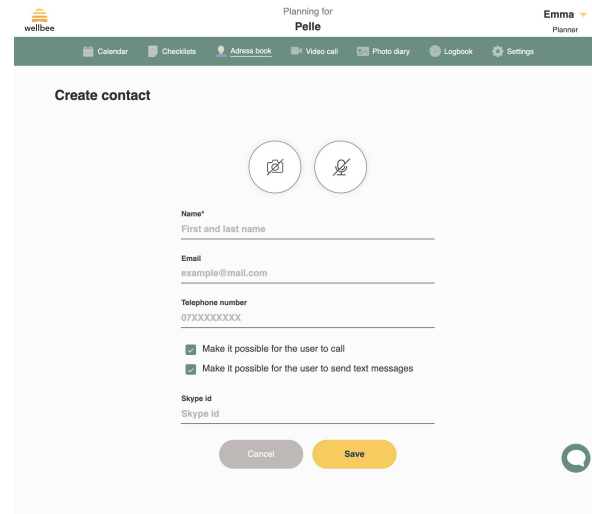 wellbee
Planning for
Pelle
Emma
Planner
Calendar
Checklists
Adress book
Video call
Photo diary
Logbook
Settings
Create contact
Name*
First and last name
Email
example@mail.com
Telephone number
07XXXXXXXX
Make it possible for the user to call
Make it possible for the user to send text messages
Skype id
Skype id
Cancel
Save